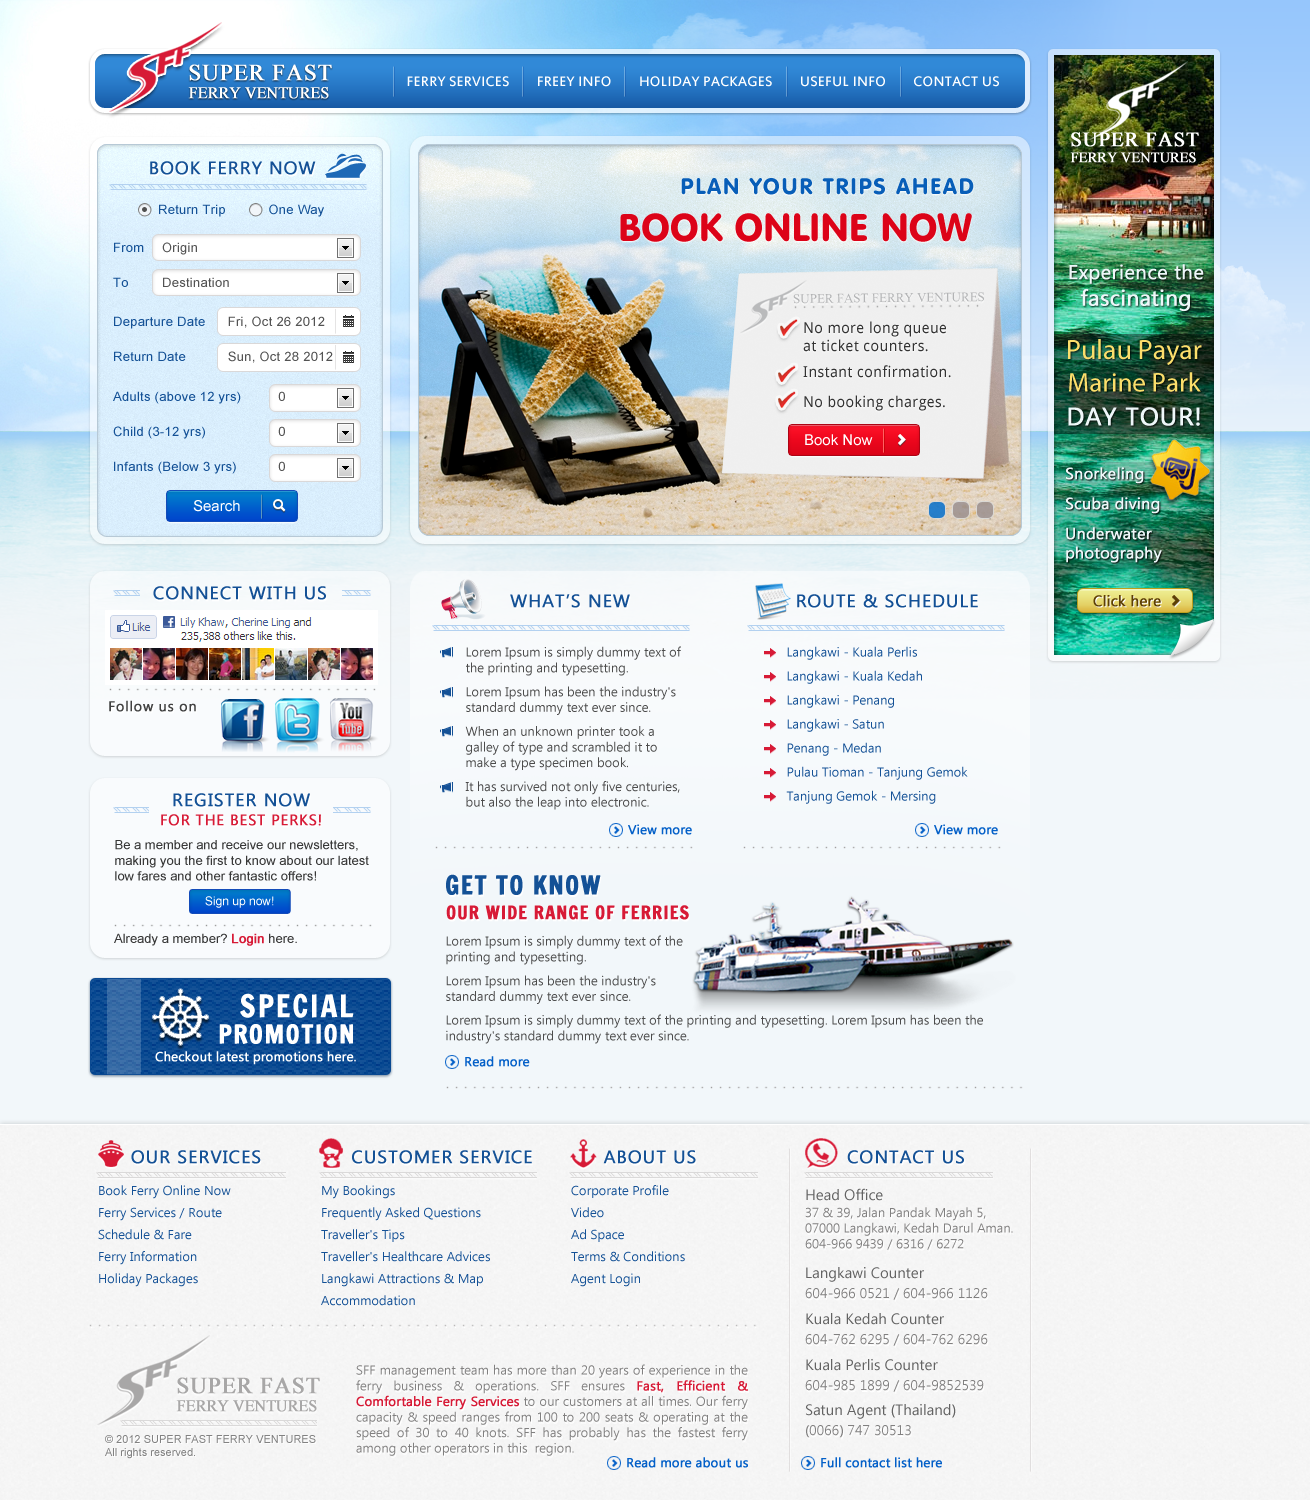 SFF SUPER FAST
FERRY VENTURES
FERRY SERVICES
FREEY INFO
HOLIDAY PACKAGES
USEFUL INFO
CONTACT US
BOOK FERRY NOW
Return Trip
One Way
From
Origin
To
Destination
Departure Date
Fri, Oct 26 2012
Return Date
Sun, Oct 28 2012
Adults (above 12 yrs)
0
Child (3-12 yrs)
0
Infants (Below 3 yrs)
0
Search
PLAN YOUR TRIPS AHEAD
BOOK ONLINE NOW
SFF SUPER FAST FERRY VENTURES
No more long queue
at ticket counters.
Instant confirmation.
No booking charges.
Book Now
SFF
SUPER FAST
FERRY VENTURES
Experience the
fascinating
Pulau Payar
Marine Park
DAY TOUR!
Snorkeling
Scuba diving
Underwater
photography
Click here
CONNECT WITH US
Like
Lily Khaw, Cherine Ling and
235,388 others like this.
Follow us on
You
Tube
REGISTER NOW
FOR THE BEST PERKS!
Be a member and receive our newsletters,
making you the first to know about our latest
low fares and other fantastic offers!
Sign up now!
Already a member? Login here.
SPECIAL
PROMOTION
Checkout latest promotions here.
WHAT'S NEW
Lorem Ipsum is simply dummy text of
the printing and typesetting.
Lorem Ipsum has been the industry's
standard dummy text ever since.
When an unknown printer took a
galley of type and scrambled it to
make a type specimen book.
It has survived not only five centuries,
but also the leap into electronic.
View more
ROUTE & SCHEDULE
Langkawi - Kuala Perlis
Langkawi - Kuala Kedah
Langkawi - Penang
Langkawi - Satun
Penang - Medan
Pulau Tioman - Tanjung Gemok
Tanjung Gemok - Mersing
View more
GET TO KNOW
OUR WIDE RANGE OF FERRIES
Lorem Ipsum is simply dummy text of the
printing and typesetting.
Lorem Ipsum has been the industry's
standard dummy text ever since.
Lorem Ipsum is simply dummy text of the printing and typesetting. Lorem Ipsum has been the
industry's standard dummy text ever since.
Read more
OUR SERVICES
Book Ferry Online Now
Ferry Services / Route
Schedule & Fare
Ferry Information
Holiday Packages
CUSTOMER SERVICE
My Bookings
Frequently Asked Questions
Traveller's Tips
Traveller's Healthcare Advices
Langkawi Attractions & Map
Accommodation
ABOUT US
Corporate Profile
Video
Ad Space
Terms & Conditions
Agent Login
CONTACT US
Head Office
37 & 39, Jalan Pandak Mayah 5,
07000 Langkawi, Kedah Darul Aman.
604-966 9439 / 6316 / 6272
Langkawi Counter
604-966 0521 / 604-966 1126
Kuala Kedah Counter
604-762 6295 / 604-762 6296
Kuala Perlis Counter
604-985 1899 / 604-9852539
Satun Agent (Thailand)
(0066) 747 30513
Full contact list here
SFF SUPER FAST
FERRY VENTURES
© 2012 SUPER FAST FERRY VENTURES
All rights reserved.
SFF management team has more than 20 years of experience in the
ferry business & operations. SFF ensures Fast, Efficient &
Comfortable Ferry Services to our customers at all times. Our ferry
capacity & speed ranges from 100 to 200 seats & operating at the
speed of 30 to 40 knots. SFF has probably has the fastest ferry
among other operators in this region.
Read more about us